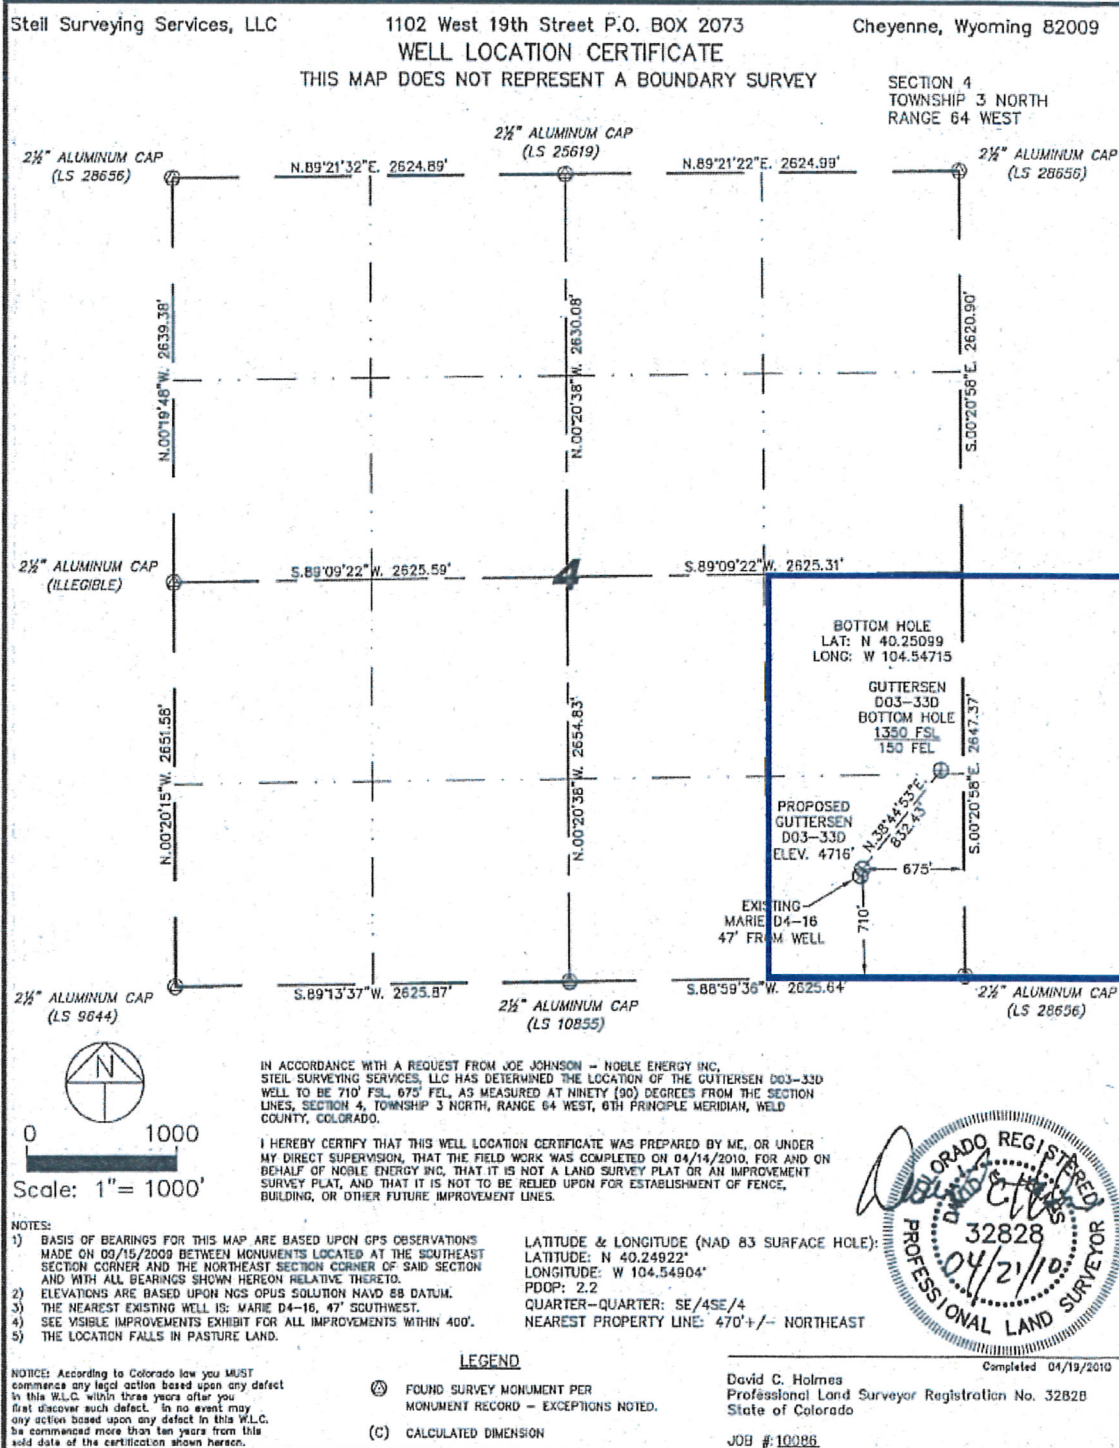 Steil Surveying Services, LLC
1102 West 19th Street P.O. BOX 2073
Cheyenne, Wyoming 82009
WELL LOCATION CERTIFICATE
THIS MAP DOES NOT REPRESENT A BOUNDARY SURVEY
SECTION 4
TOWNSHIP 3 NORTH
RANGE 64 WEST
2½" ALUMINUM CAP
(LS 28656)
N.89°21'32"E. 2624.89'
2½" ALUMINUM CAP
(LS 25619)
N.89°21'22"E. 2624.99'
2½" ALUMINUM CAP
(LS 28656)
N.00°19'48"W. 2639.38'
N.00°20'38"W. 2630.08'
S.00°20'58"E. 2620.90'
2½" ALUMINUM CAP
(ILLEGIBLE)
S.89°09'22"W. 2625.59'
4
S.89°09'22"W. 2625.31'
BOTTOM HOLE
LAT: N 40.25099
LONG: W 104.54715
GUTTERSEN
D03-33D
BOTTOM HOLE
1350 FSL
150 FEL
N.00°20'15"W. 2651.58'
N.00°20'38"W. 2654.83'
S.00°20'58"E. 2647.37'
PROPOSED
GUTTERSEN
D03-33D
ELEV. 4716'
N.38°44'53"E.
832.43'
675'
710'
EXISTING
MARIE D4-16
47' FROM WELL
2½" ALUMINUM CAP
(LS 9644)
S.89°13'37"W. 2625.87'
2½" ALUMINUM CAP
(LS 10855)
S.88°59'36"W. 2625.64'
2½" ALUMINUM CAP
(LS 28656)
N
0 1000
Scale: 1"= 1000'
IN ACCORDANCE WITH A REQUEST FROM JOE JOHNSON - NOBLE ENERGY INC,
STEIL SURVEYING SERVICES, LLC HAS DETERMINED THE LOCATION OF THE GUTTERSEN D03-33D
WELL TO BE 710' FSL, 675' FEL, AS MEASURED AT NINETY (90) DEGREES FROM THE SECTION
LINES, SECTION 4, TOWNSHIP 3 NORTH, RANGE 64 WEST, 6TH PRINCIPLE MERIDIAN, WELD
COUNTY, COLORADO.
I HEREBY CERTIFY THAT THIS WELL LOCATION CERTIFICATE WAS PREPARED BY ME, OR UNDER
MY DIRECT SUPERVISION, THAT THE FIELD WORK WAS COMPLETED ON 04/14/2010, FOR AND ON
BEHALF OF NOBLE ENERGY INC, THAT IT IS NOT A LAND SURVEY PLAT OR AN IMPROVEMENT
SURVEY PLAT, AND THAT IT IS NOT TO BE RELIED UPON FOR ESTABLISHMENT OF FENCE,
BUILDING, OR OTHER FUTURE IMPROVEMENT LINES.
NOTES:
1) BASIS OF BEARINGS FOR THIS MAP ARE BASED UPON GPS OBSERVATIONS
MADE ON 09/15/2009 BETWEEN MONUMENTS LOCATED AT THE SOUTHEAST
SECTION CORNER AND THE NORTHEAST SECTION CORNER OF SAID SECTION
AND WITH ALL BEARINGS SHOWN HEREON RELATIVE THERETO.
2) ELEVATIONS ARE BASED UPON NGS OPUS SOLUTION NAVD 88 DATUM.
3) THE NEAREST EXISTING WELL IS: MARIE D4-16, 47' SOUTHWEST.
4) SEE VISIBLE IMPROVEMENTS EXHIBIT FOR ALL IMPROVEMENTS WITHIN 400'.
5) THE LOCATION FALLS IN PASTURE LAND.
LATITUDE & LONGITUDE (NAD 83 SURFACE HOLE):
LATITUDE: N 40.24922°
LONGITUDE: W 104.54904°
PDOP: 2.2
QUARTER-QUARTER: SE/4SE/4
NEAREST PROPERTY LINE: 470'+/- NORTHEAST
COLORADO REGISTERED
32828
04/21/10
PROFESSIONAL LAND SURVEYOR
NOTICE: According to Colorado law you MUST
commence any legal action based upon any defect
in this W.L.C. within three years after you
first discover such defect. In no event may
any action based upon any defect in this W.L.C.
be commenced more than ten years from this
said date of the certification shown hereon.
LEGEND
FOUND SURVEY MONUMENT PER
MONUMENT RECORD - EXCEPTIONS NOTED.
(C) CALCULATED DIMENSION
Completed 04/19/2010
David C. Holmes
Professional Land Surveyor Registration No. 32828
State of Colorado
JOB #:10086